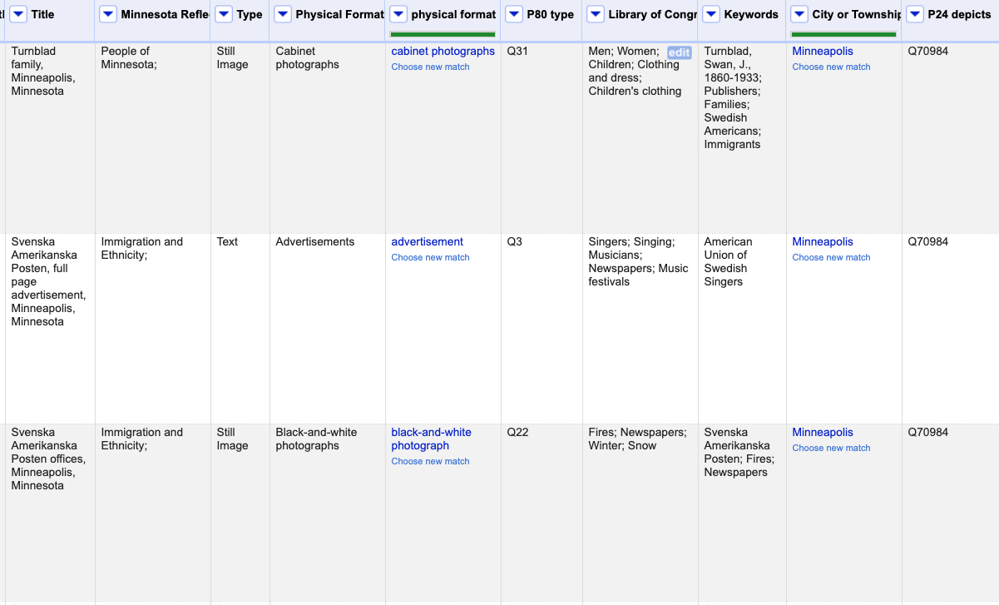 tl Title Minnesota Refle Type Physical Fomat physical format P80 type Library of Congr Keywords City or Township P24 depicts
Turnblad
family,
Minneapolis,
Minnesota
People of
Minnesota;
Still
Image
Cabinet
photographs
cabinet photographs
Choose new match
Q31
Men; Women; edit
Children; Clothing
and dress;
Children's clothing
Turnblad,
Swan, J.,
1860-1933;
Publishers;
Families;
Swedish
Americans;
Immigrants
Minneapolis
Choose new match
Q70984
Svenska
Amerikanska
Posten, full
page
advertisement,
Minneapolis,
Minnesota
Immigration and
Ethnicity;
Text
Advertisements
advertisement
Choose new match
Q3
Singers; Singing;
Musicians;
Newspapers; Music
festivals
American
Union of
Swedish
Singers
Minneapolis
Choose new match
Q70984
Svenska
Amerikanska
Posten offices,
Minneapolis,
Minnesota
Immigration and
Ethnicity;
Still
Image
Black-and-white
photographs
black-and-white
photograph
Choose new match
Q22
Fires; Newspapers;
Winter; Snow
Svenska
Amerikanska
Posten; Fires;
Newspapers
Minneapolis
Choose new match
Q70984